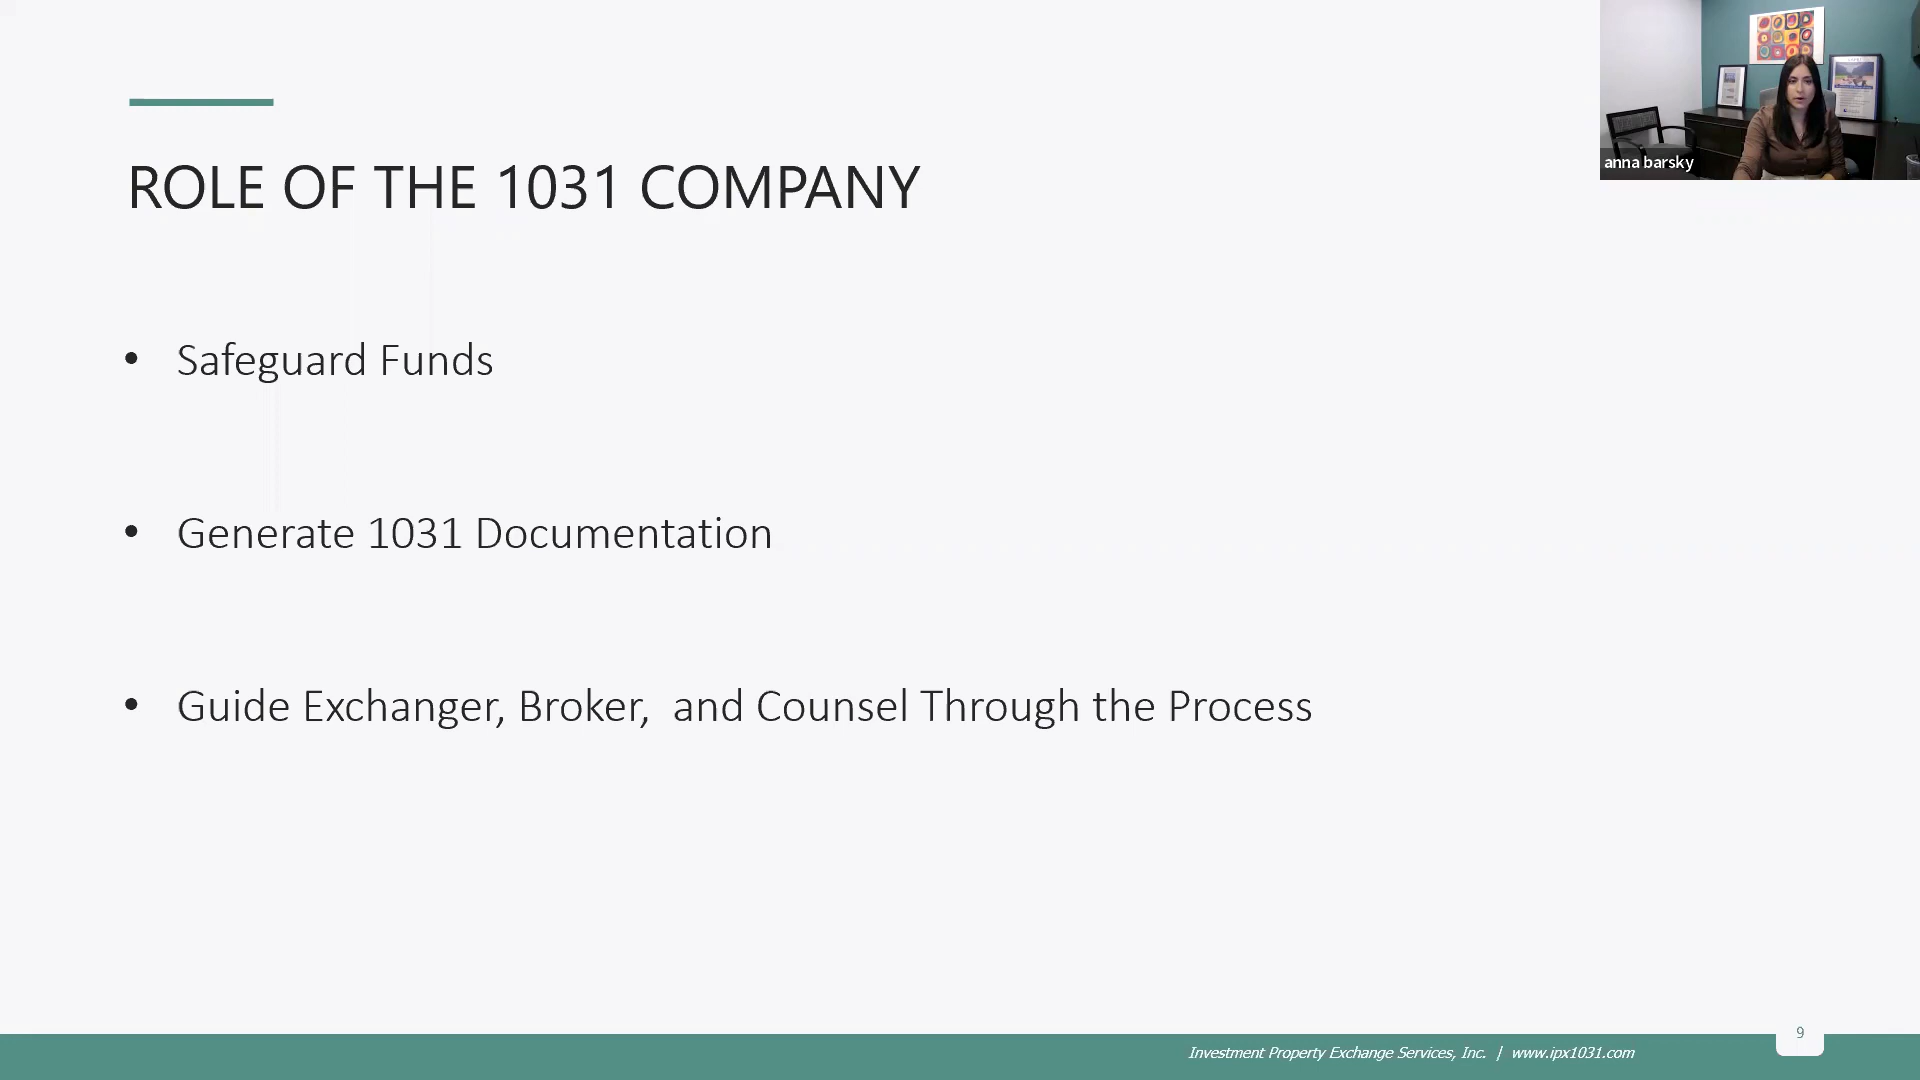 anna barsky
ROLE OF THE 1031 COMPANY
• Safeguard Funds
• Generate 1031 Documentation
• Guide Exchanger, Broker,  and Counsel Through the Process
9
Investment Property Exchange Services, Inc.  |  www.ipx1031.com